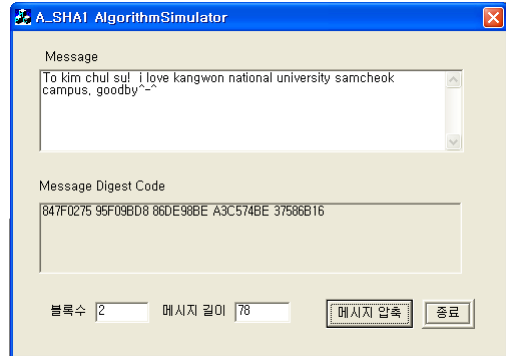 A_SHA1 AlgorithmSimulator
Message
To kim chul su!  i love kangwon national university samcheok
campus, goodby^-^
Message Digest Code
847F0275 95F09BD8 86DE98BE A3C574BE 37586B16
블록수 2 메시지 길이 78 메시지 압축 종료